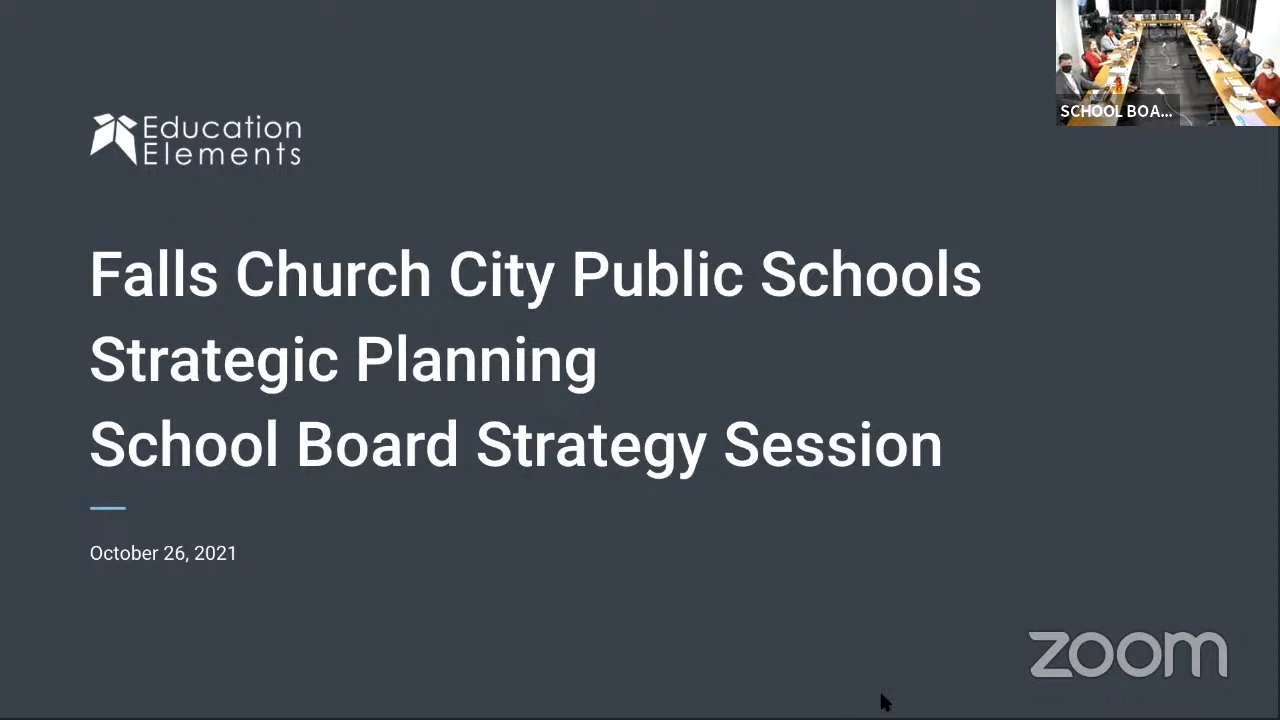 SCHOOL BOA...
Education
Elements
Falls Church City Public Schools
Strategic Planning
School Board Strategy Session
October 26, 2021
zoom